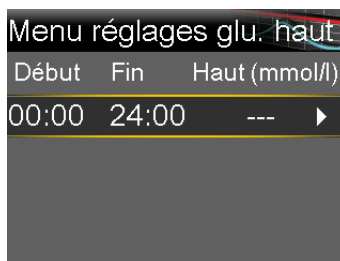 Menu réglages glu. haut
Début Fin Haut (mmol/l)
00:00 24:00 ---